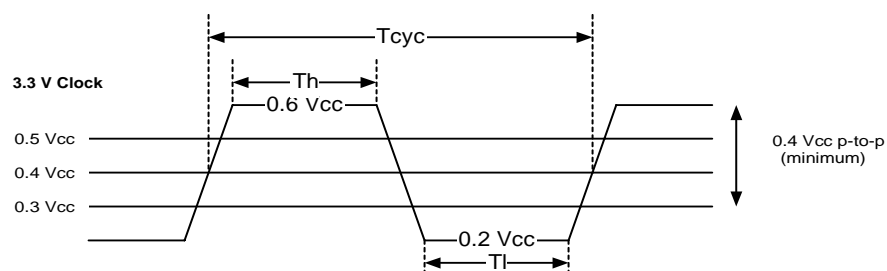 Tcyc
3.3 V Clock
Th
0.6 Vcc
0.5 Vcc
0.4 Vcc p-to-p
(minimum)
0.4 Vcc
0.3 Vcc
0.2 Vcc
Tl